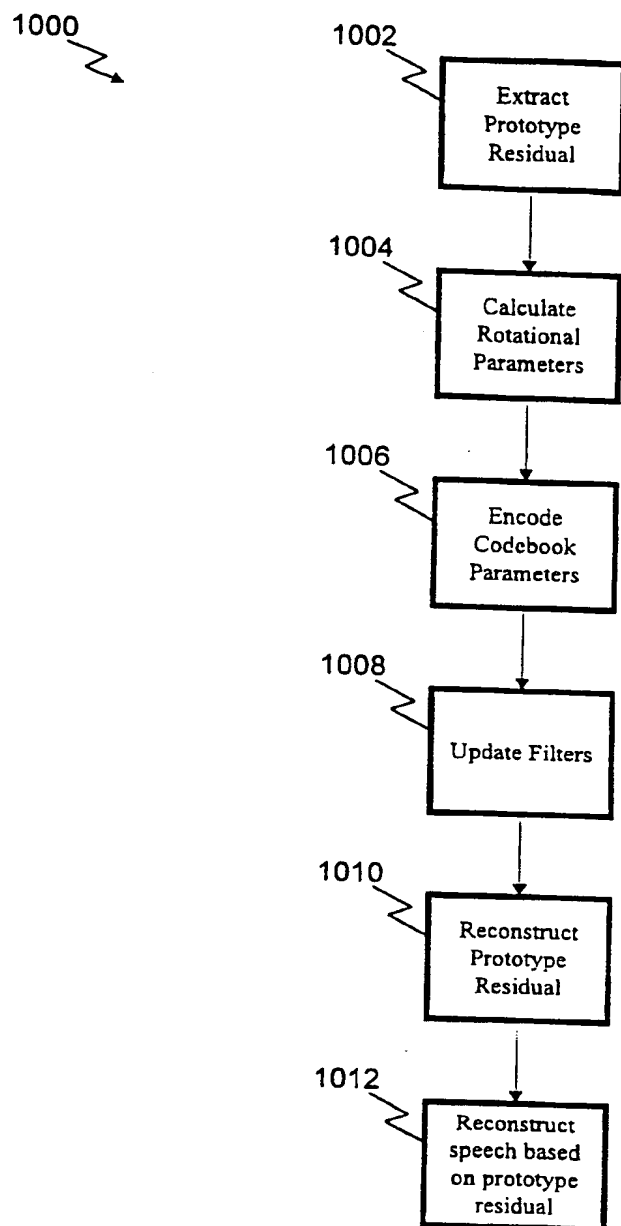 1000
1002
Extract
Prototype
Residual
1004
Calculate
Rotational
Parameters
1006
Encode
Codebook
Parameters
1008
Update Filters
1010
Reconstruct
Prototype
Residual
1012
Reconstruct
speech based
on prototype
residual